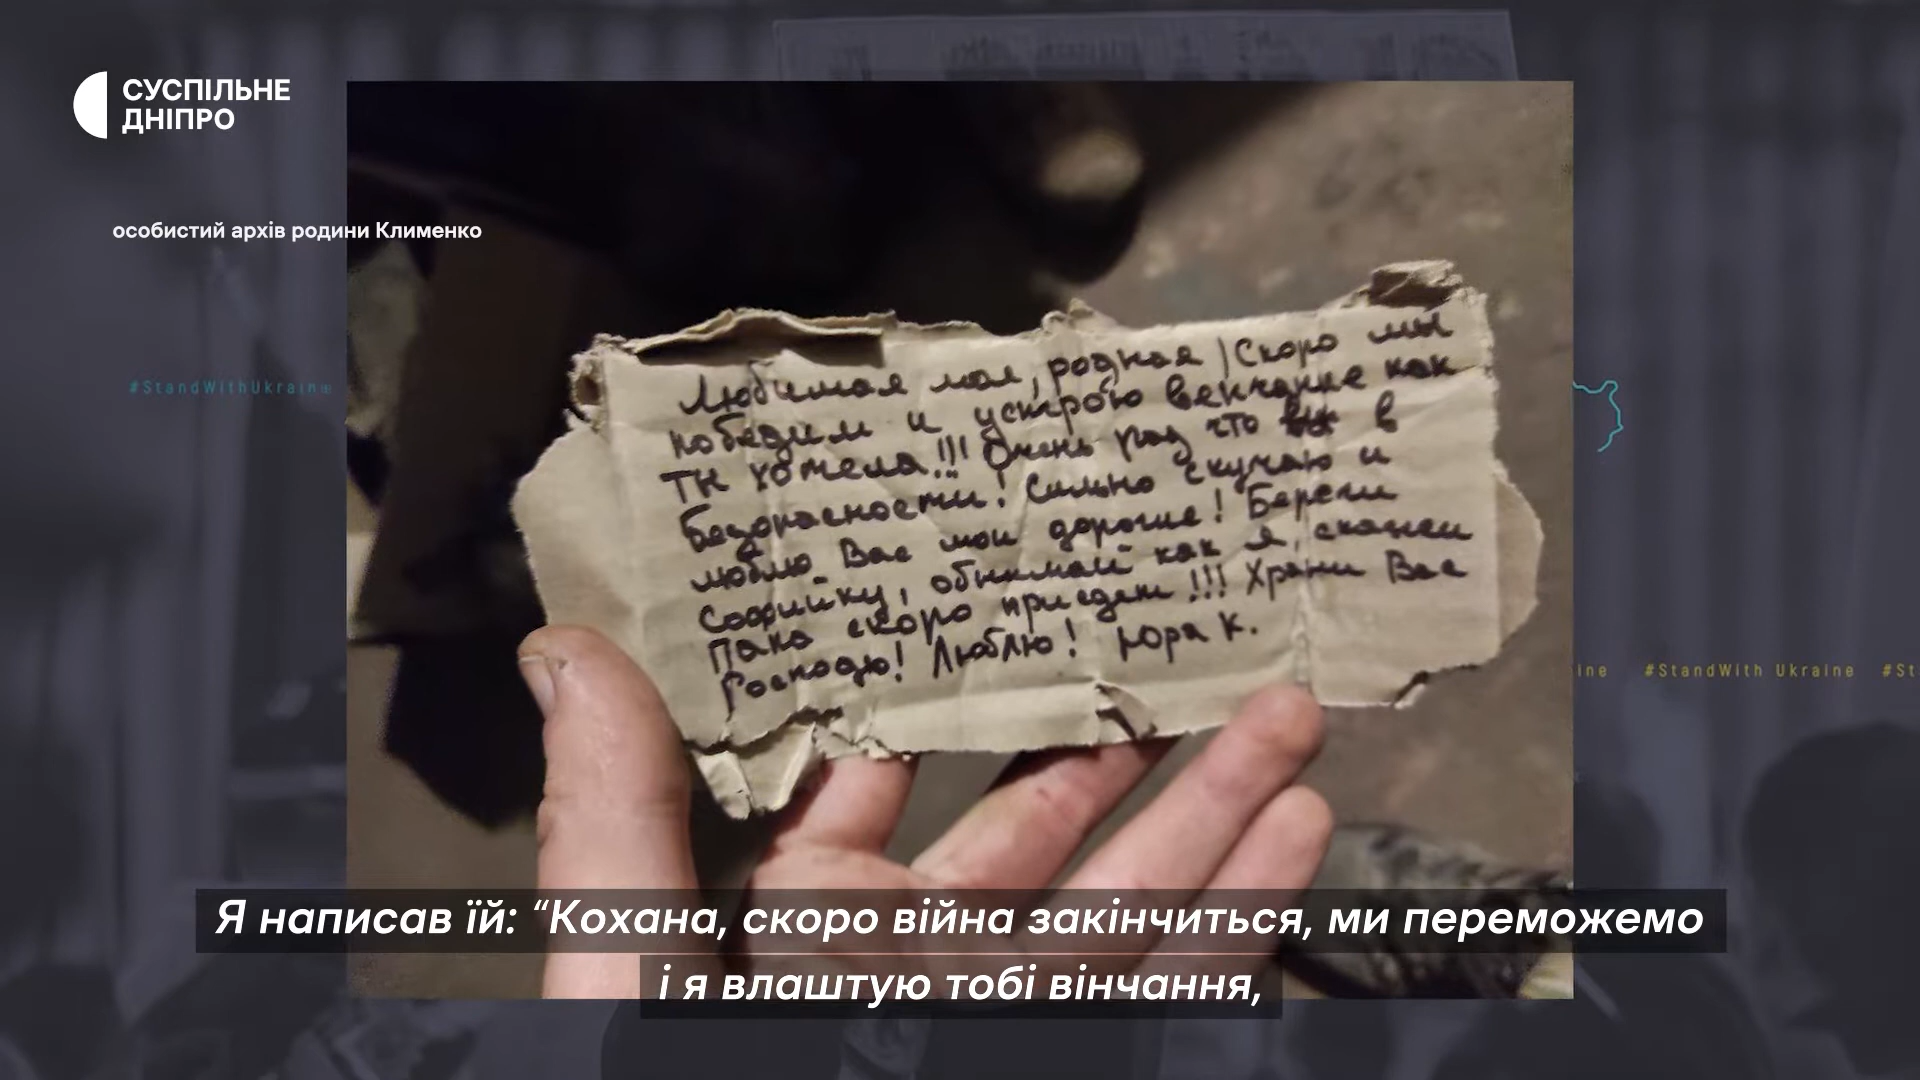 СУСПІЛЬНЕ
ДНІПРО
особистий архів родини Клименко
#StandWithUkraine
Любимая моя, родная! Скоро мы
победим и устрою венчание как
ты хотела!!! Очень рад что в
безопасности! Сильно скучаю и
люблю Вас мои дорогие! Береги
Софийку, обнимай как я, скажи
папа скоро приедет!!! Храни Вас
Господь! Люблю! Юра К.
#StandWith Ukraine
Я написав їй: “Кохана, скоро війна закінчиться, ми переможемо
і я влаштую тобі вінчання,